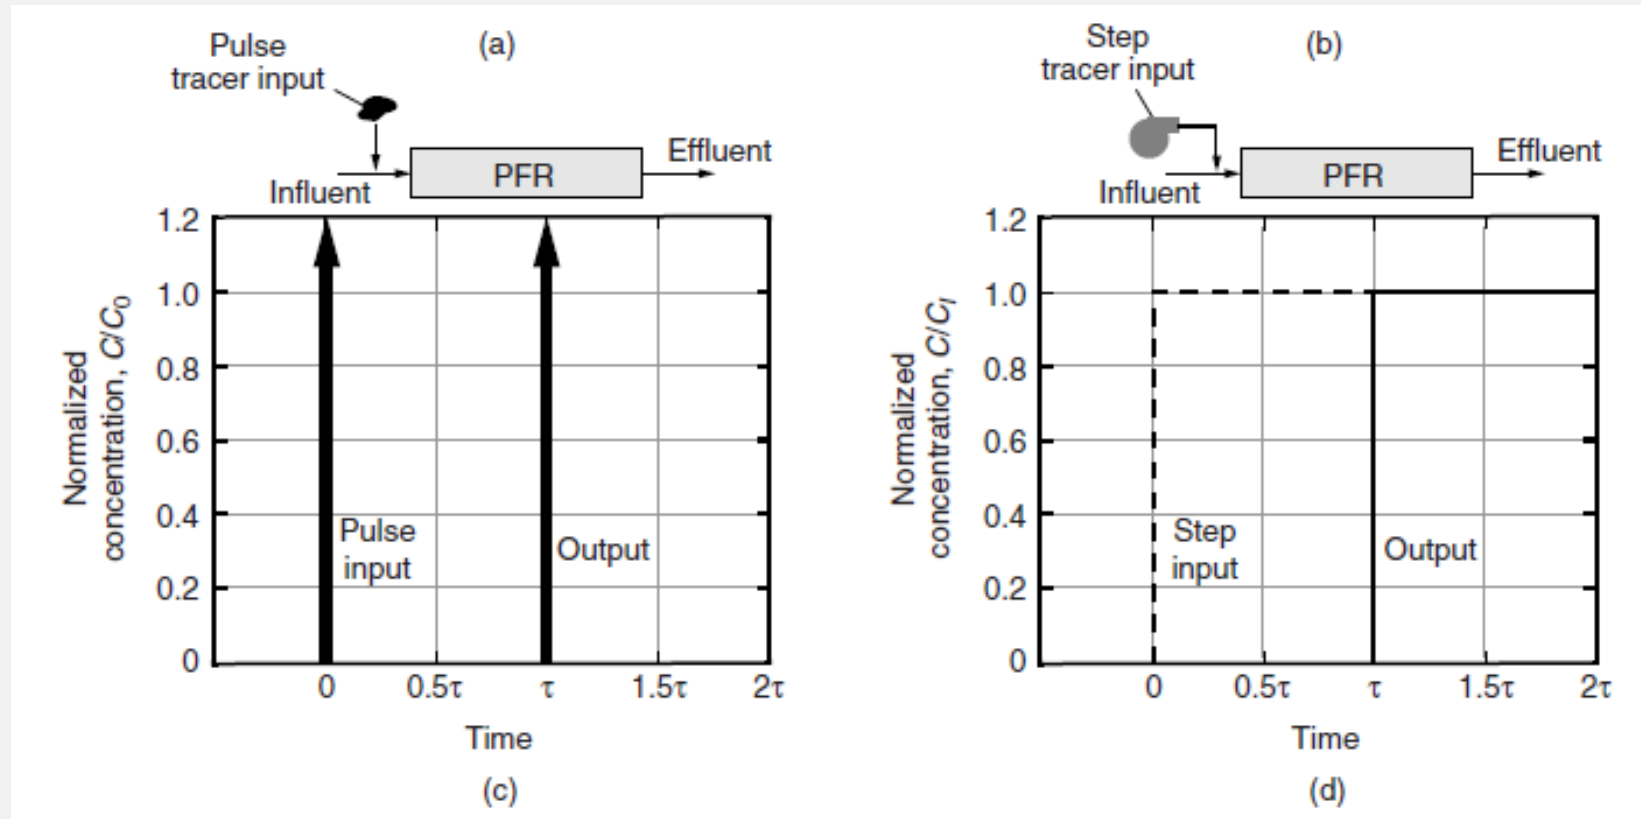 (a)
Pulse
tracer input
Influent
PFR
Effluent
Normalized
concentration, C/C₀
1.2
1.0
0.8
0.6
0.4
0.2
0
Pulse
input
Output
0 0.5τ τ 1.5τ 2τ
Time
(c)
(b)
Step
tracer input
Influent
PFR
Effluent
Normalized
concentration, C/C_I
1.2
1.0
0.8
0.6
0.4
0.2
0
Step
input
Output
0 0.5τ τ 1.5τ 2τ
Time
(d)